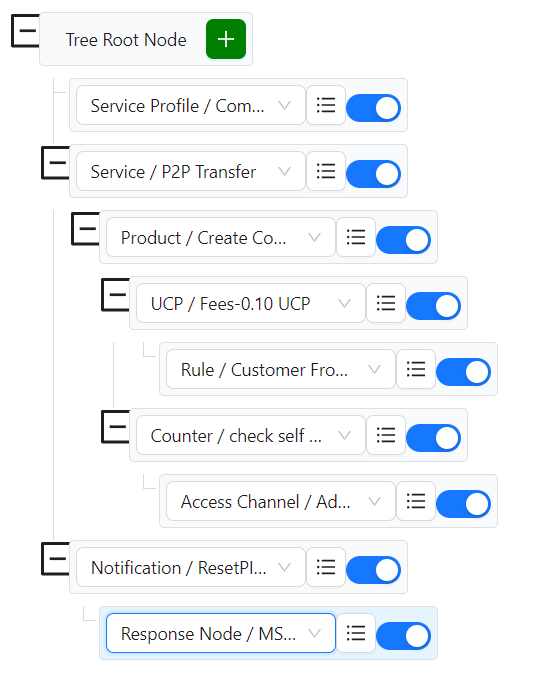 Tree Root Node
Service Profile / Com...
Service / P2P Transfer
Product / Create Co...
UCP / Fees-0.10 UCP
Rule / Customer Fro...
Counter / check self ...
Access Channel / Ad...
Notification / ResetPI...
Response Node / MS...